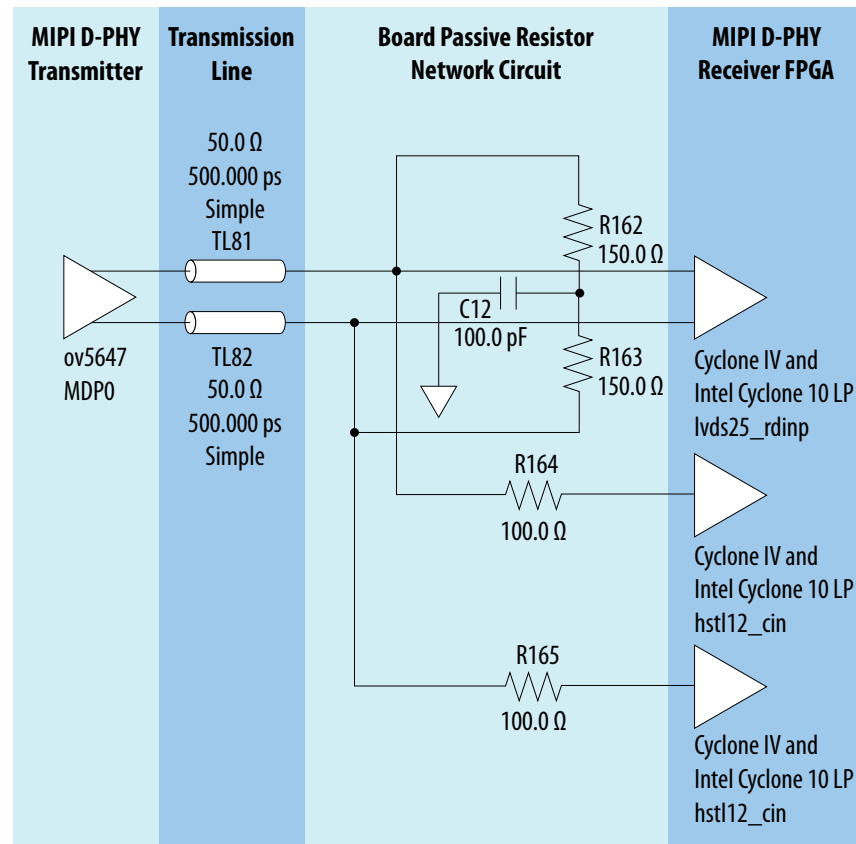 MIPI D-PHY
Transmitter
Transmission
Line
Board Passive Resistor
Network Circuit
MIPI D-PHY
Receiver FPGA
50.0 Ω
500.000 ps
Simple
TL81
R162
150.0 Ω
C12
100.0 pF
ov5647
MDP0
TL82
50.0 Ω
500.000 ps
Simple
R163
150.0 Ω
Cyclone IV and
Intel Cyclone 10 LP
lvds25_rdinp
R164
100.0 Ω
Cyclone IV and
Intel Cyclone 10 LP
hstl12_cin
R165
100.0 Ω
Cyclone IV and
Intel Cyclone 10 LP
hstl12_cin